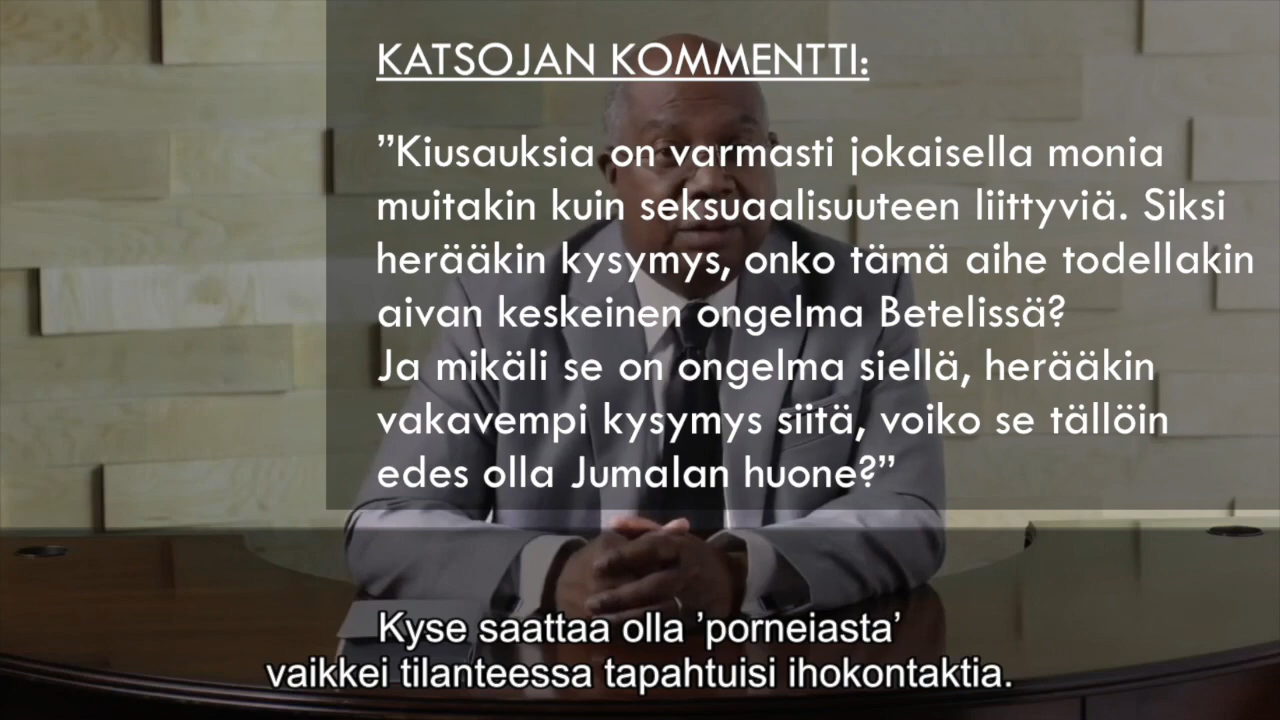 KATSOJAN KOMMENTTI:
”Kiusauksia on varmasti jokaisella monia
muitakin kuin seksuaalisuuteen liittyviä. Siksi
herääkin kysymys, onko tämä aihe todellakin
aivan keskeinen ongelma Betelissä?
Ja mikäli se on ongelma siellä, herääkin
vakavempi kysymys siitä, voiko se tällöin
edes olla Jumalan huone?”
Kyse saattaa olla ’porneiasta’
vaikkei tilanteessa tapahtuisi ihokontaktia.